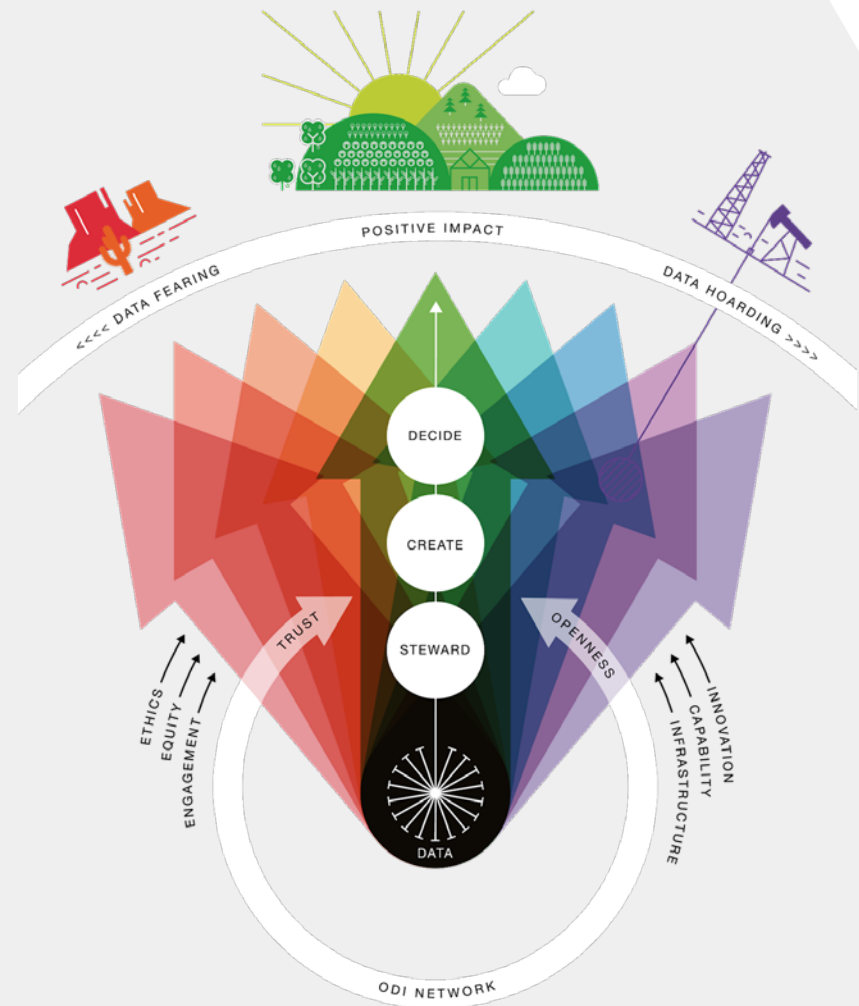 POSITIVE IMPACT
<<<< DATA FEARING
DATA HOARDING >>>>
DECIDE
CREATE
STEWARD
TRUST
OPENNESS
ETHICS
EQUITY
ENGAGEMENT
INNOVATION
CAPABILITY
INFRASTRUCTURE
DATA
ODI NETWORK